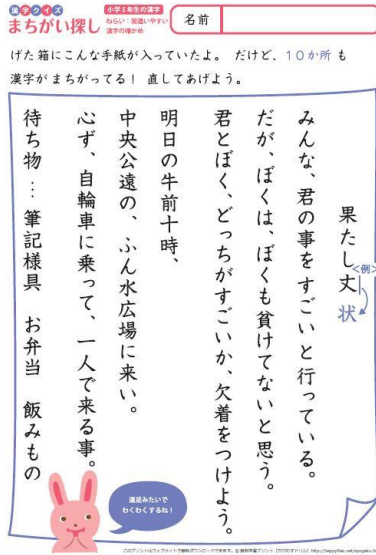 漢字クイズ
まちがい探し
小学5年生の漢字
ねらい：間違いやすい
漢字の確かめ
名前
げた箱にこんな手紙が入っていたよ。 だけど、10か所も
漢字がまちがってる！ 直してあげよう。
果たし丈
<例>
状
みんな、君の事をすごいと行っている。
だが、ぼくは、ぼくも貧けてないと思う。
君とぼく、どっちがすごいか、欠着をつけよう。
明日の牛前十時、
中央公遠の、ふん水広場に来い。
心ず、自輪車に乗って、一人で来る事。
待ち物…筆記様具 お弁当 飯みもの
遠足みたいで
わくわくするね！